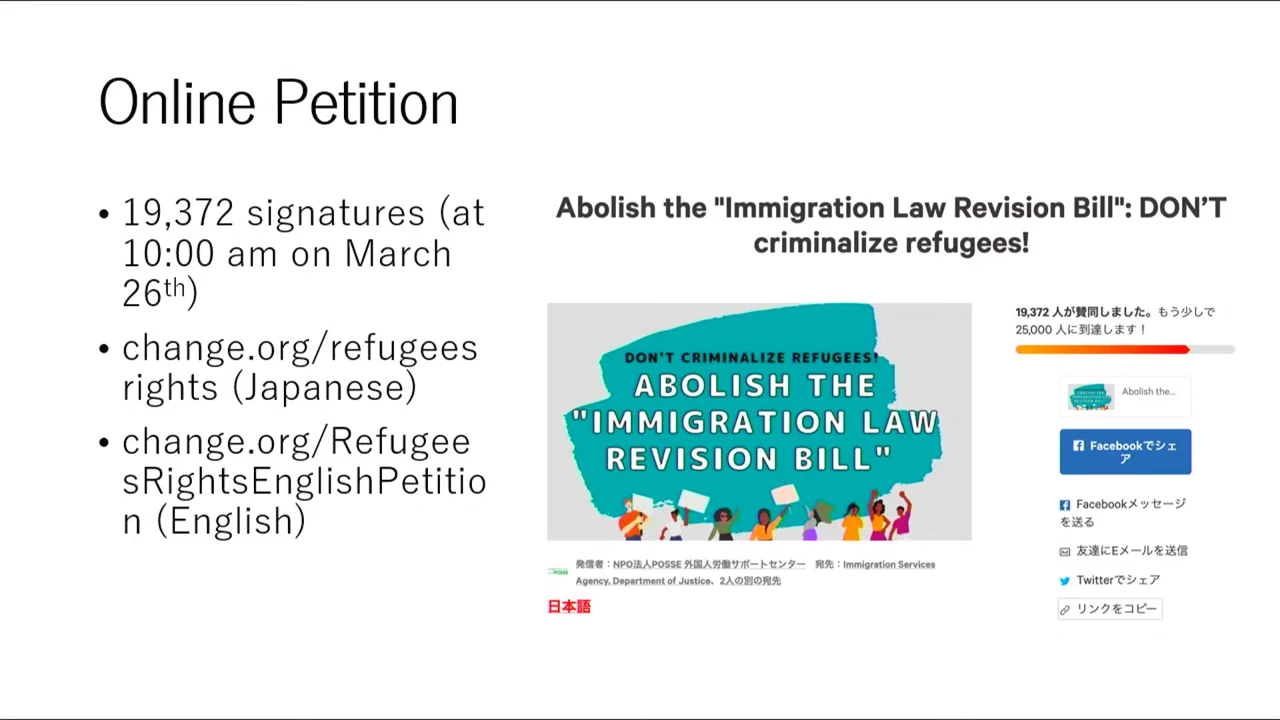 Online Petition
• 19,372 signatures (at
10:00 am on March
26th)
• change.org/refugees
rights (Japanese)
• change.org/Refugee
sRightsEnglishPetitio
n (English)
Abolish the "Immigration Law Revision Bill": DON'T
criminalize refugees!
DON'T CRIMINALIZE REFUGEES!
ABOLISH THE
"IMMIGRATION LAW
REVISION BILL"
発信者：NPO法人POSSE 外国人労働サポートセンター　宛先：Immigration Services
Agency, Department of Justice、2人の別の宛先
日本語
19,372 人が賛同しました。もう少しで
25,000 人に到達します！
Abolish the...
Facebookでシェ
ア
Facebookメッセージ
を送る
友達にEメールを送信
Twitterでシェア
リンクをコピー